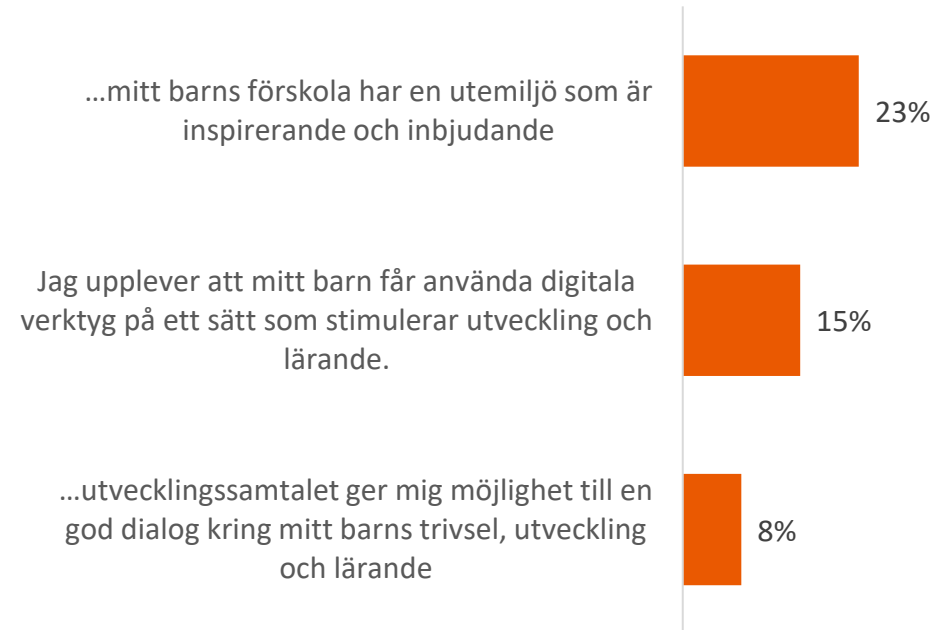 …mitt barns förskola har en utemiljö som är
inspirerande och inbjudande
23%
Jag upplever att mitt barn får använda digitala
verktyg på ett sätt som stimulerar utveckling och
lärande.
15%
…utvecklingssamtalet ger mig möjlighet till en
god dialog kring mitt barns trivsel, utveckling
och lärande
8%